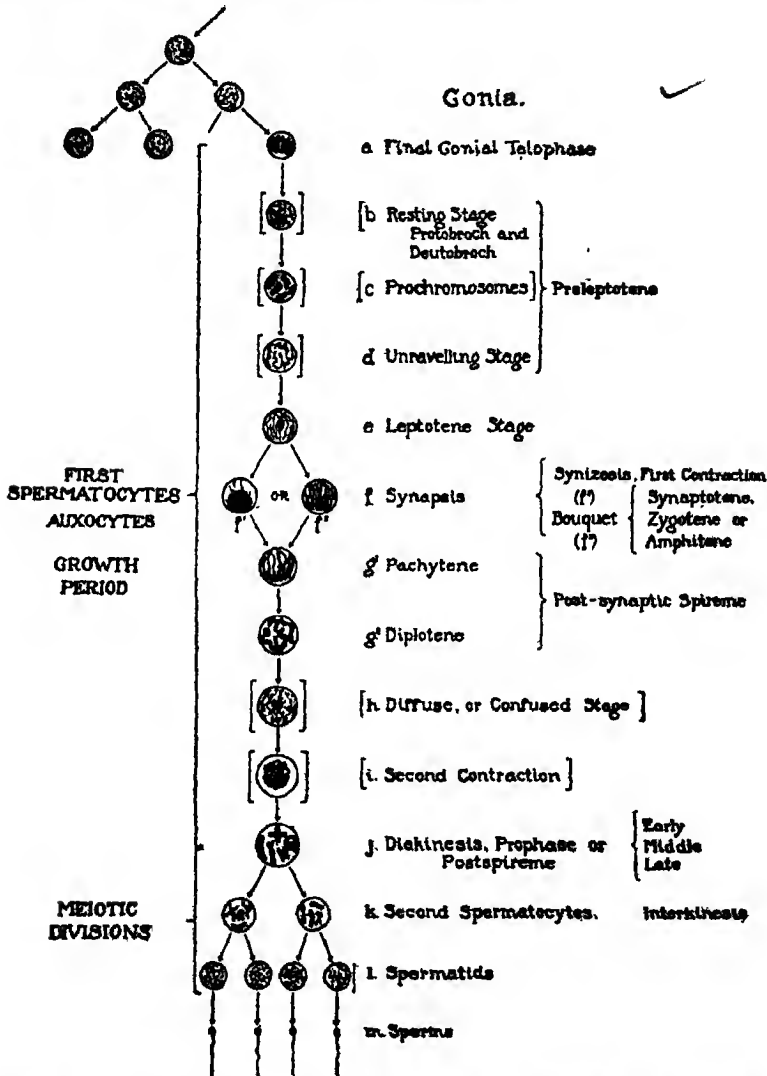 Gonia.
a Final Gonial Telophase
[b Resting Stage
Protobroch and
Deutobroch
[c Prochromosomes]
Preleptotene
d Unravelling Stage
e Leptotene Stage
FIRST
SPERMATOCYTES
AUXOCYTES
GROWTH
PERIOD
OR
f Synapsis
Synizesis, First Contraction
Synaptotene,
Bouquet
Zygotene or
Amphitene
g' Pachytene
Post-synaptic Spireme
g" Diplotene
[h. Diffuse, or Confused Stage]
[i. Second Contraction]
j. Diakinesis, Prophase or
Postspireme
Early
Middle
Late
MEIOTIC
DIVISIONS
k. Second Spermatocytes. Interkinesis
l. Spermatids
m. Sperms